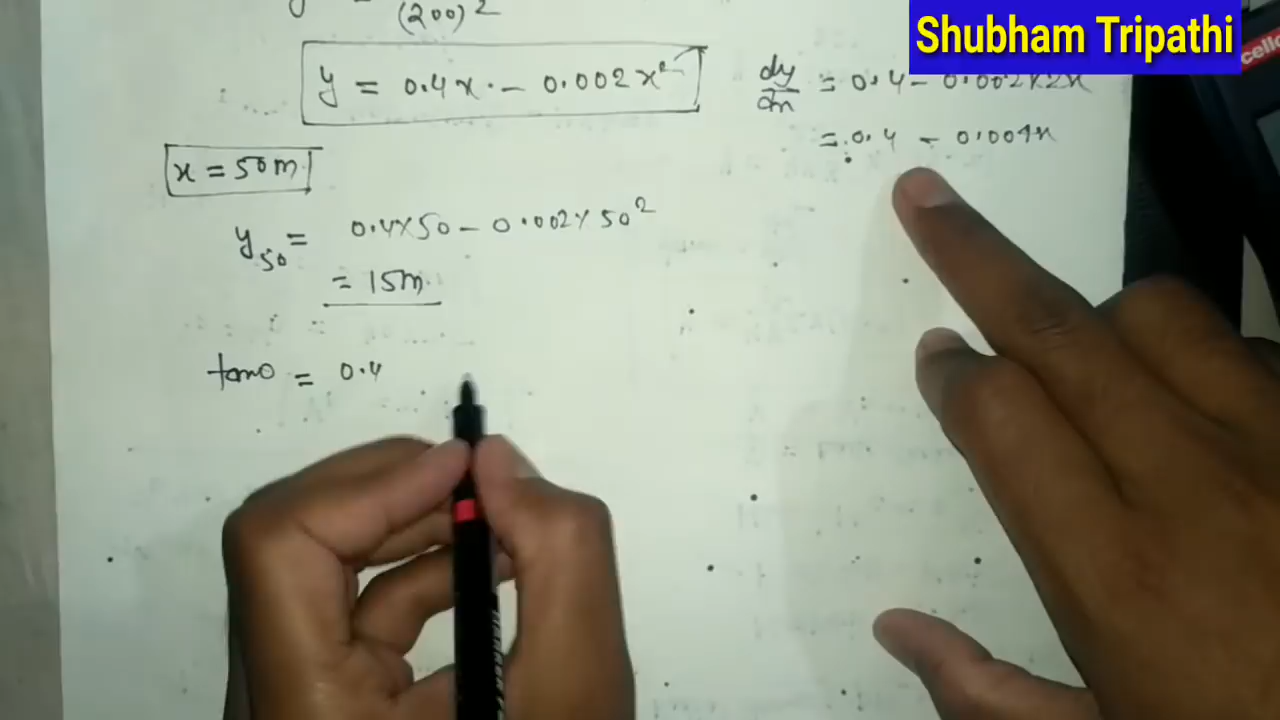 Shubham Tripathi
cello
(200)²
y = 0.4x - 0.002x²
dy/dx = 0.4 - 0.002×2x
= 0.4 - 0.004x
x = 50m
y₅₀ = 0.4×50 - 0.002×50²
= 15m
tanθ = 0.4